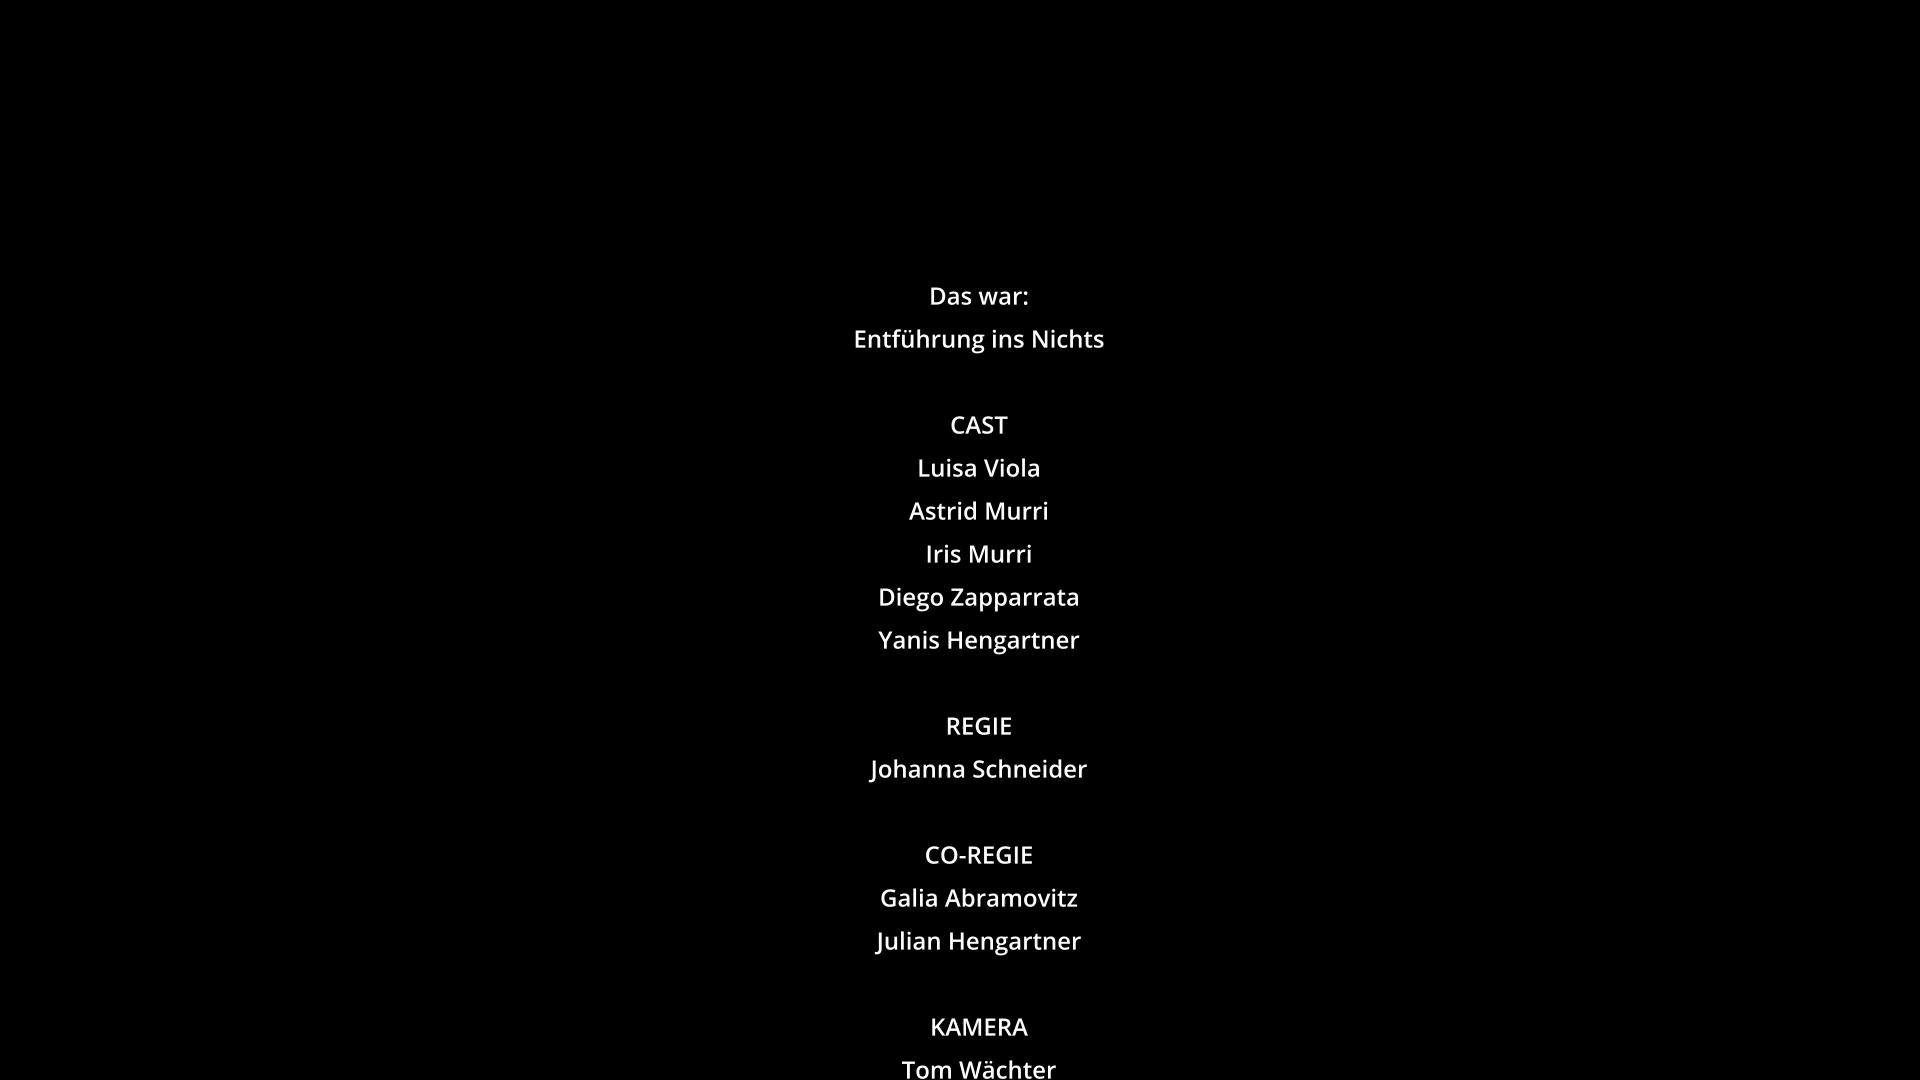 Das war:
Entführung ins Nichts
CAST
Luisa Viola
Astrid Murri
Iris Murri
Diego Zapparrata
Yanis Hengartner
REGIE
Johanna Schneider
CO-REGIE
Galia Abramovitz
Julian Hengartner
KAMERA
Tom Wächter